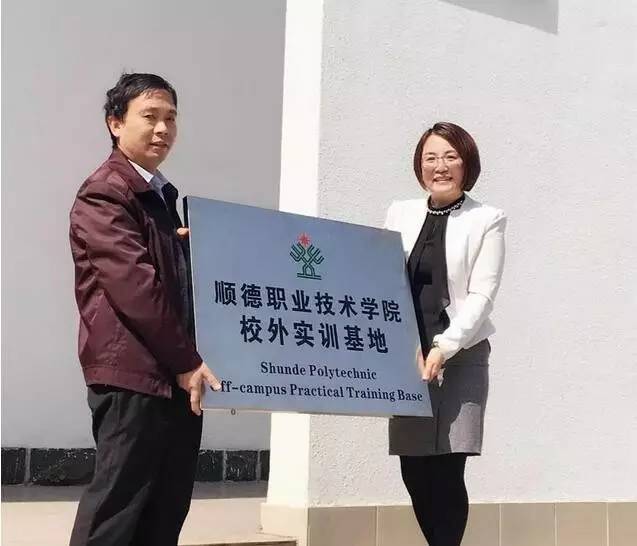 顺德职业技术学院
校外实训基地
Shunde Polytechnic
ff-campus Practical Training Base